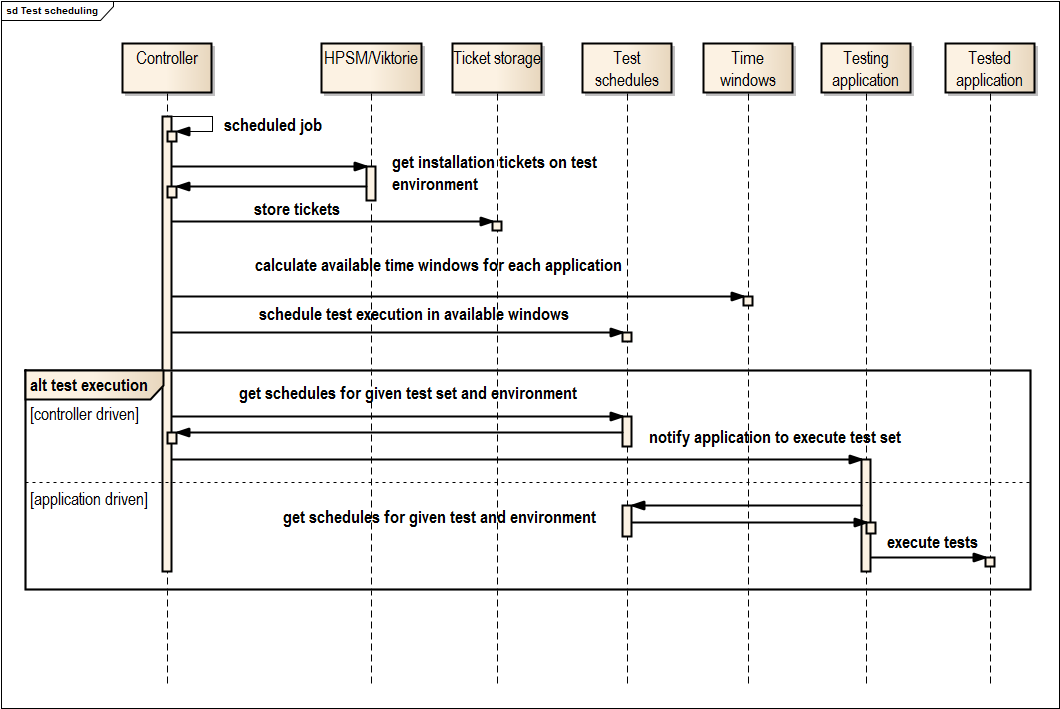 sd Test scheduling
Controller
HPSM/Viktorie
Ticket storage
Test
schedules
Time
windows
Testing
application
Tested
application
scheduled job
get installation tickets on test
environment
store tickets
calculate available time windows for each application
schedule test execution in available windows
alt test execution
get schedules for given test set and environment
[controller driven]
notify application to execute test set
[application driven]
get schedules for given test and environment
execute tests